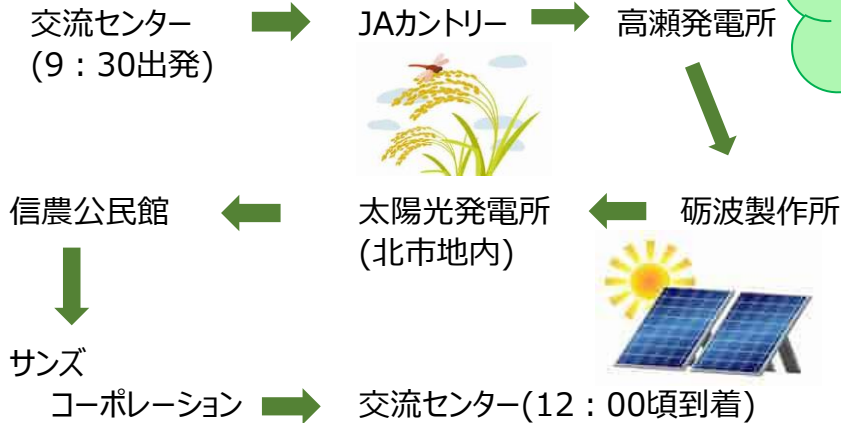 交流センター
(9：30出発)
JAカントリー
高瀬発電所
砺波製作所
太陽光発電所
(北市地内)
信農公民館
サンズ
コーポレーション
交流センター(12：00頃到着)